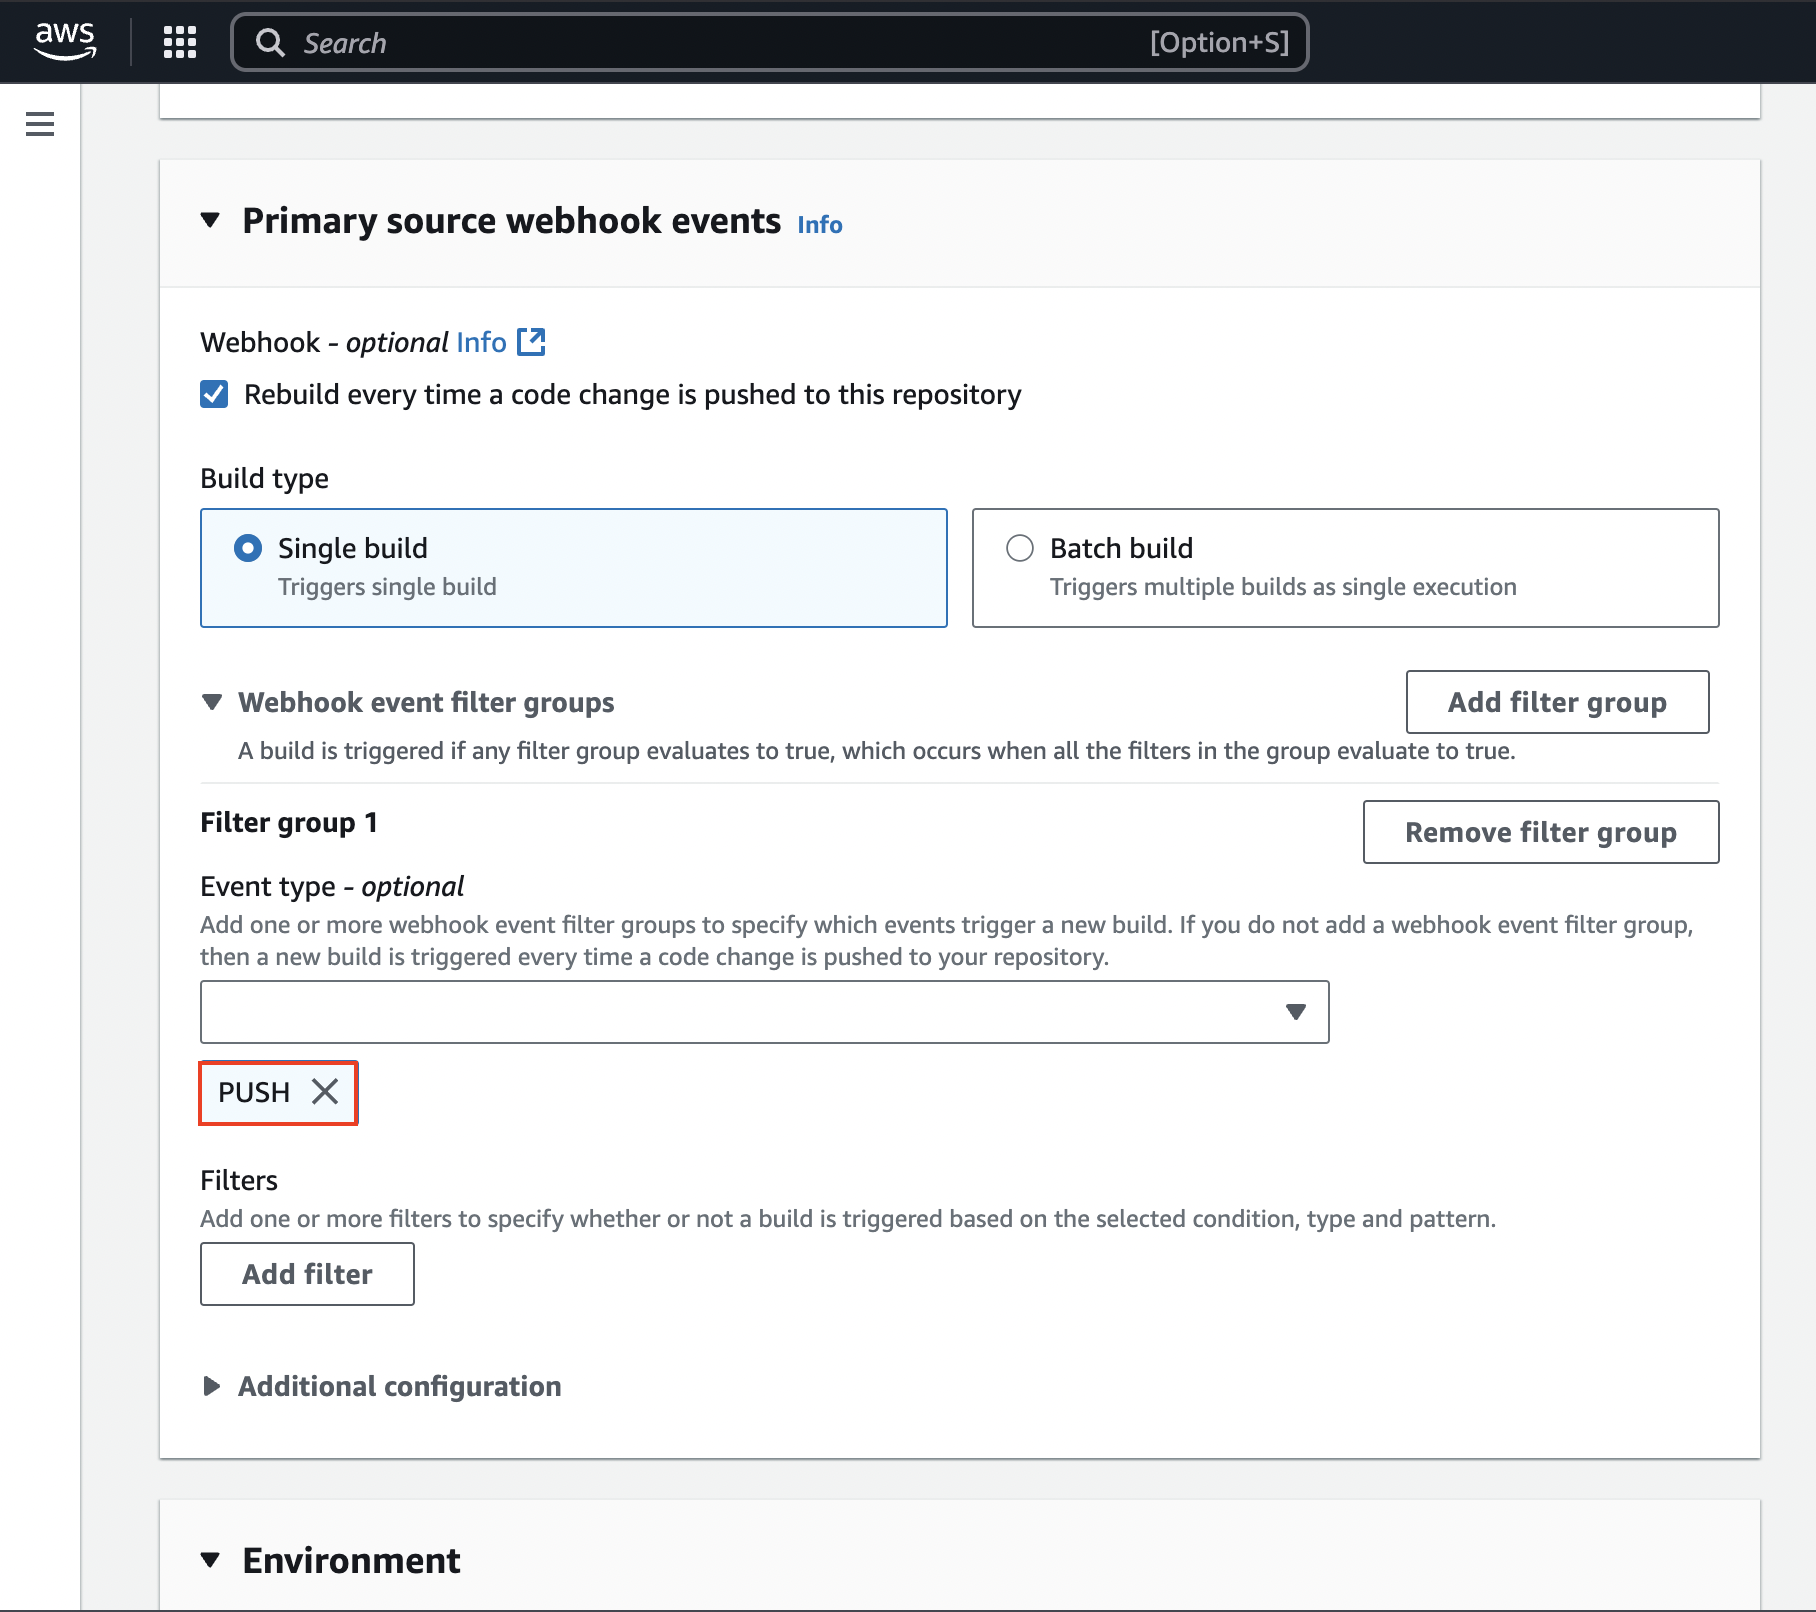 aws
Search [Option+S]
Primary source webhook events Info
Webhook - optional Info
Rebuild every time a code change is pushed to this repository
Build type
Single build
Triggers single build
Batch build
Triggers multiple builds as single execution
Webhook event filter groups
Add filter group
A build is triggered if any filter group evaluates to true, which occurs when all the filters in the group evaluate to true.
Filter group 1
Remove filter group
Event type - optional
Add one or more webhook event filter groups to specify which events trigger a new build. If you do not add a webhook event filter group,
then a new build is triggered every time a code change is pushed to your repository.
PUSH
Filters
Add one or more filters to specify whether or not a build is triggered based on the selected condition, type and pattern.
Add filter
Additional configuration
Environment